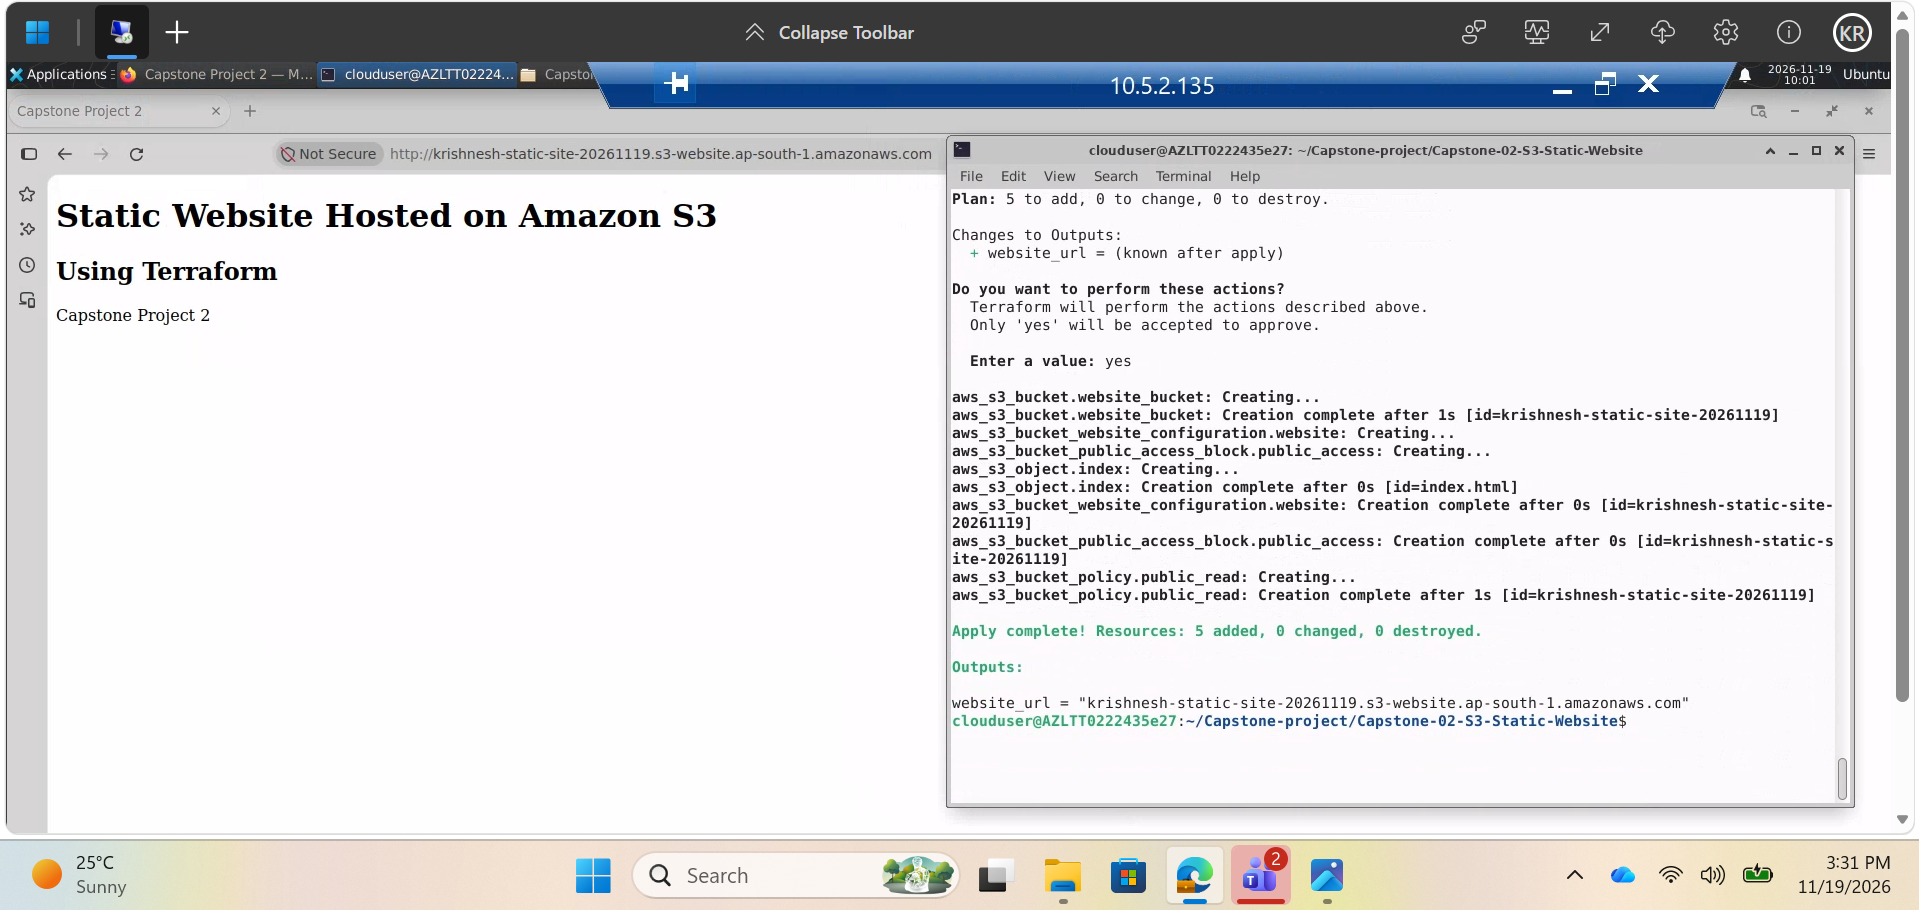 Collapse Toolbar
KR
Applications
Capstone Project 2 — M...
clouduser@AZLTT02224...
Capsto
10.5.2.135
2026-11-19
10:01
Ubuntu
Capstone Project 2
Not Secure
http://krishnesh-static-site-20261119.s3-website.ap-south-1.amazonaws.com
Static Website Hosted on Amazon S3
Using Terraform
Capstone Project 2
clouduser@AZLTT0222435e27: ~/Capstone-project/Capstone-02-S3-Static-Website
File Edit View Search Terminal Help
Plan: 5 to add, 0 to change, 0 to destroy.
Changes to Outputs:
+ website_url = (known after apply)
Do you want to perform these actions?
Terraform will perform the actions described above.
Only 'yes' will be accepted to approve.
Enter a value: yes
aws_s3_bucket.website_bucket: Creating...
aws_s3_bucket.website_bucket: Creation complete after 1s [id=krishnesh-static-site-20261119]
aws_s3_bucket_website_configuration.website: Creating...
aws_s3_bucket_public_access_block.public_access: Creating...
aws_s3_object.index: Creating...
aws_s3_object.index: Creation complete after 0s [id=index.html]
aws_s3_bucket_website_configuration.website: Creation complete after 0s [id=krishnesh-static-site-
20261119]
aws_s3_bucket_public_access_block.public_access: Creation complete after 0s [id=krishnesh-static-s
ite-20261119]
aws_s3_bucket_policy.public_read: Creating...
aws_s3_bucket_policy.public_read: Creation complete after 1s [id=krishnesh-static-site-20261119]
Apply complete! Resources: 5 added, 0 changed, 0 destroyed.
Outputs:
website_url = "krishnesh-static-site-20261119.s3-website.ap-south-1.amazonaws.com"
clouduser@AZLTT0222435e27:~/Capstone-project/Capstone-02-S3-Static-Website$
25°C
Sunny
Search
2
3:31 PM
11/19/2026